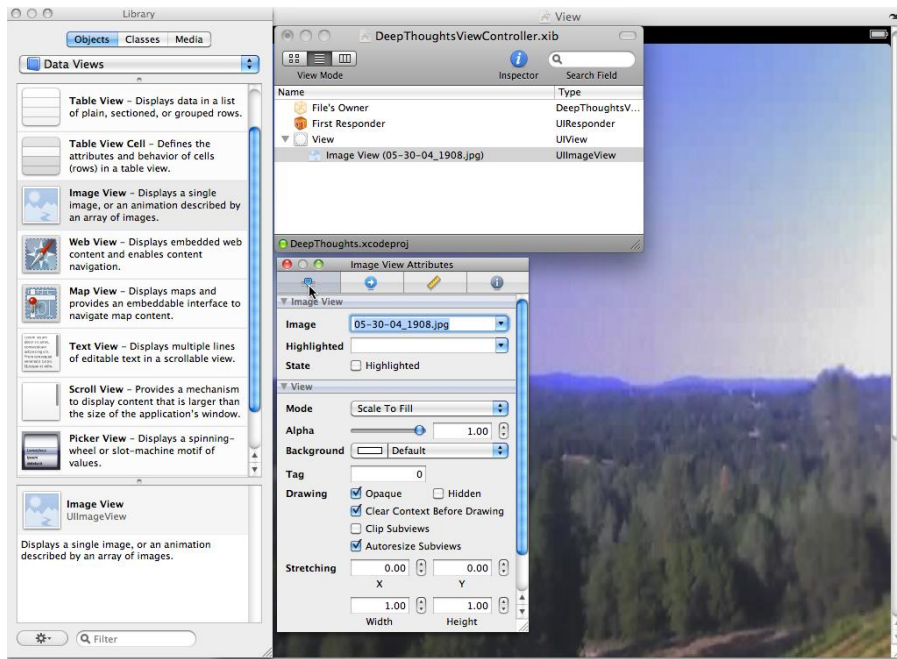 Library
Objects Classes Media
Data Views
Table View – Displays data in a list
of plain, sectioned, or grouped rows.
Table View Cell – Defines the
attributes and behavior of cells
(rows) in a table view.
Image View – Displays a single
image, or an animation described by
an array of images.
Web View – Displays embedded web
content and enables content
navigation.
Map View – Displays maps and
provides an embeddable interface to
navigate map content.
Text View – Displays multiple lines
of editable text in a scrollable view.
Scroll View – Provides a mechanism
to display content that is larger than
the size of the application's window.
Picker View – Displays a spinning-
wheel or slot-machine motif of
values.
Image View
UIImageView
Displays a single image, or an animation
described by an array of images.
Filter
View
DeepThoughtsViewController.xib
View Mode Inspector Search Field
Name Type
File's Owner DeepThoughtsV...
First Responder UIResponder
View UIView
Image View (05-30-04_1908.jpg) UIImageView
DeepThoughts.xcodeproj
Image View Attributes
Image View
Image 05-30-04_1908.jpg
Highlighted
State Highlighted
View
Mode Scale To Fill
Alpha 1.00
Background Default
Tag 0
Drawing Opaque Hidden
Clear Context Before Drawing
Clip Subviews
Autoresize Subviews
Stretching 0.00 0.00
X Y
1.00 1.00
Width Height